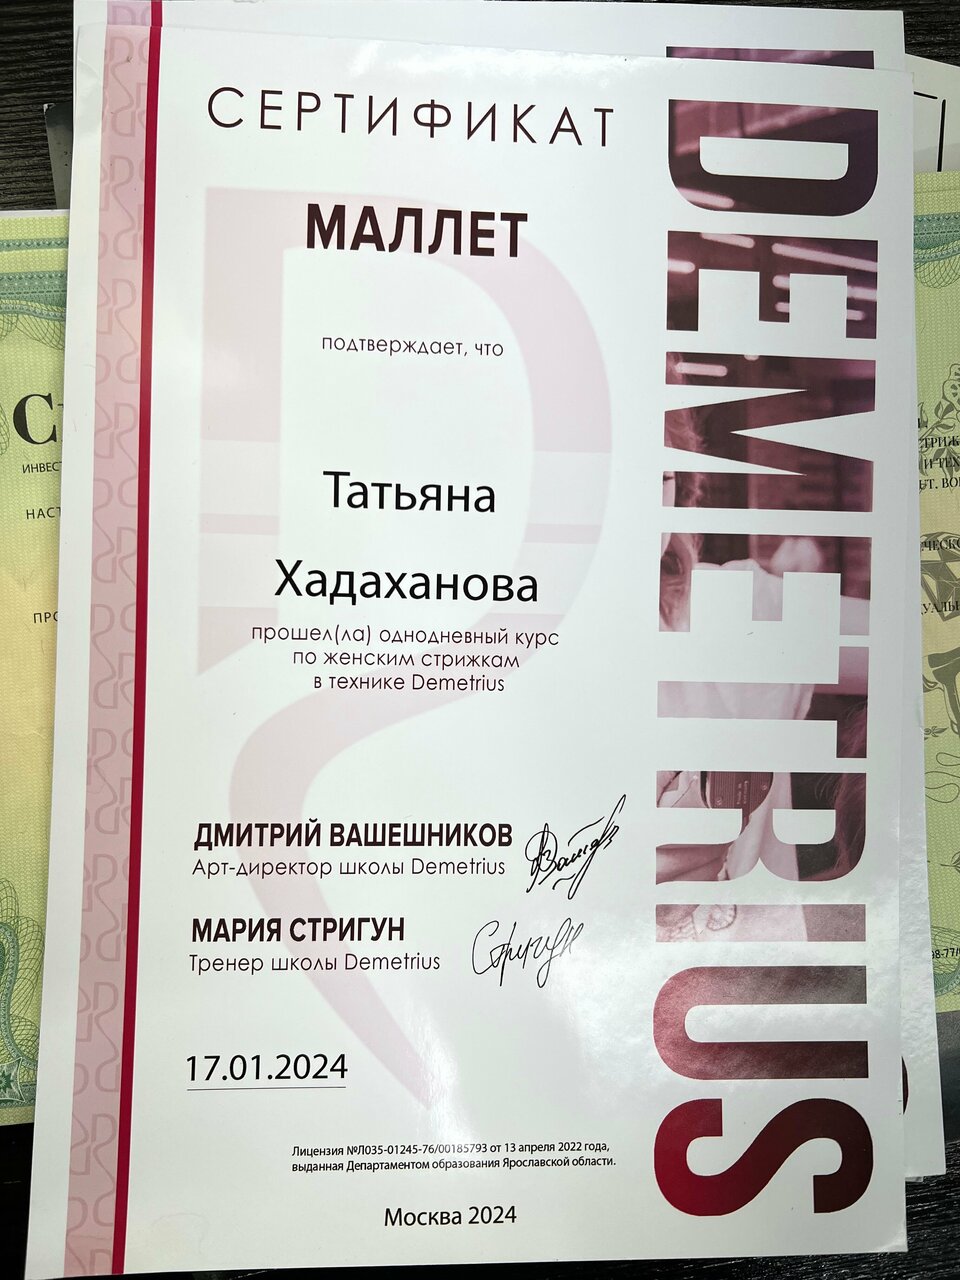 СЕРТИФИКАТ
МАЛЛЕТ
подтверждает, что
Татьяна
Хадаханова
прошел(ла) однодневный курс
по женским стрижкам
в технике Demetrius
ДМИТРИЙ ВАШЕШНИКОВ
Арт-директор школы Demetrius
МАРИЯ СТРИГУН
Тренер школы Demetrius
Стригун
17.01.2024
Лицензия №Л035-01245-76/00185793 от 13 апреля 2022 года,
выданная Департаментом образования Ярославской области.
Москва 2024
DEMETRIUS